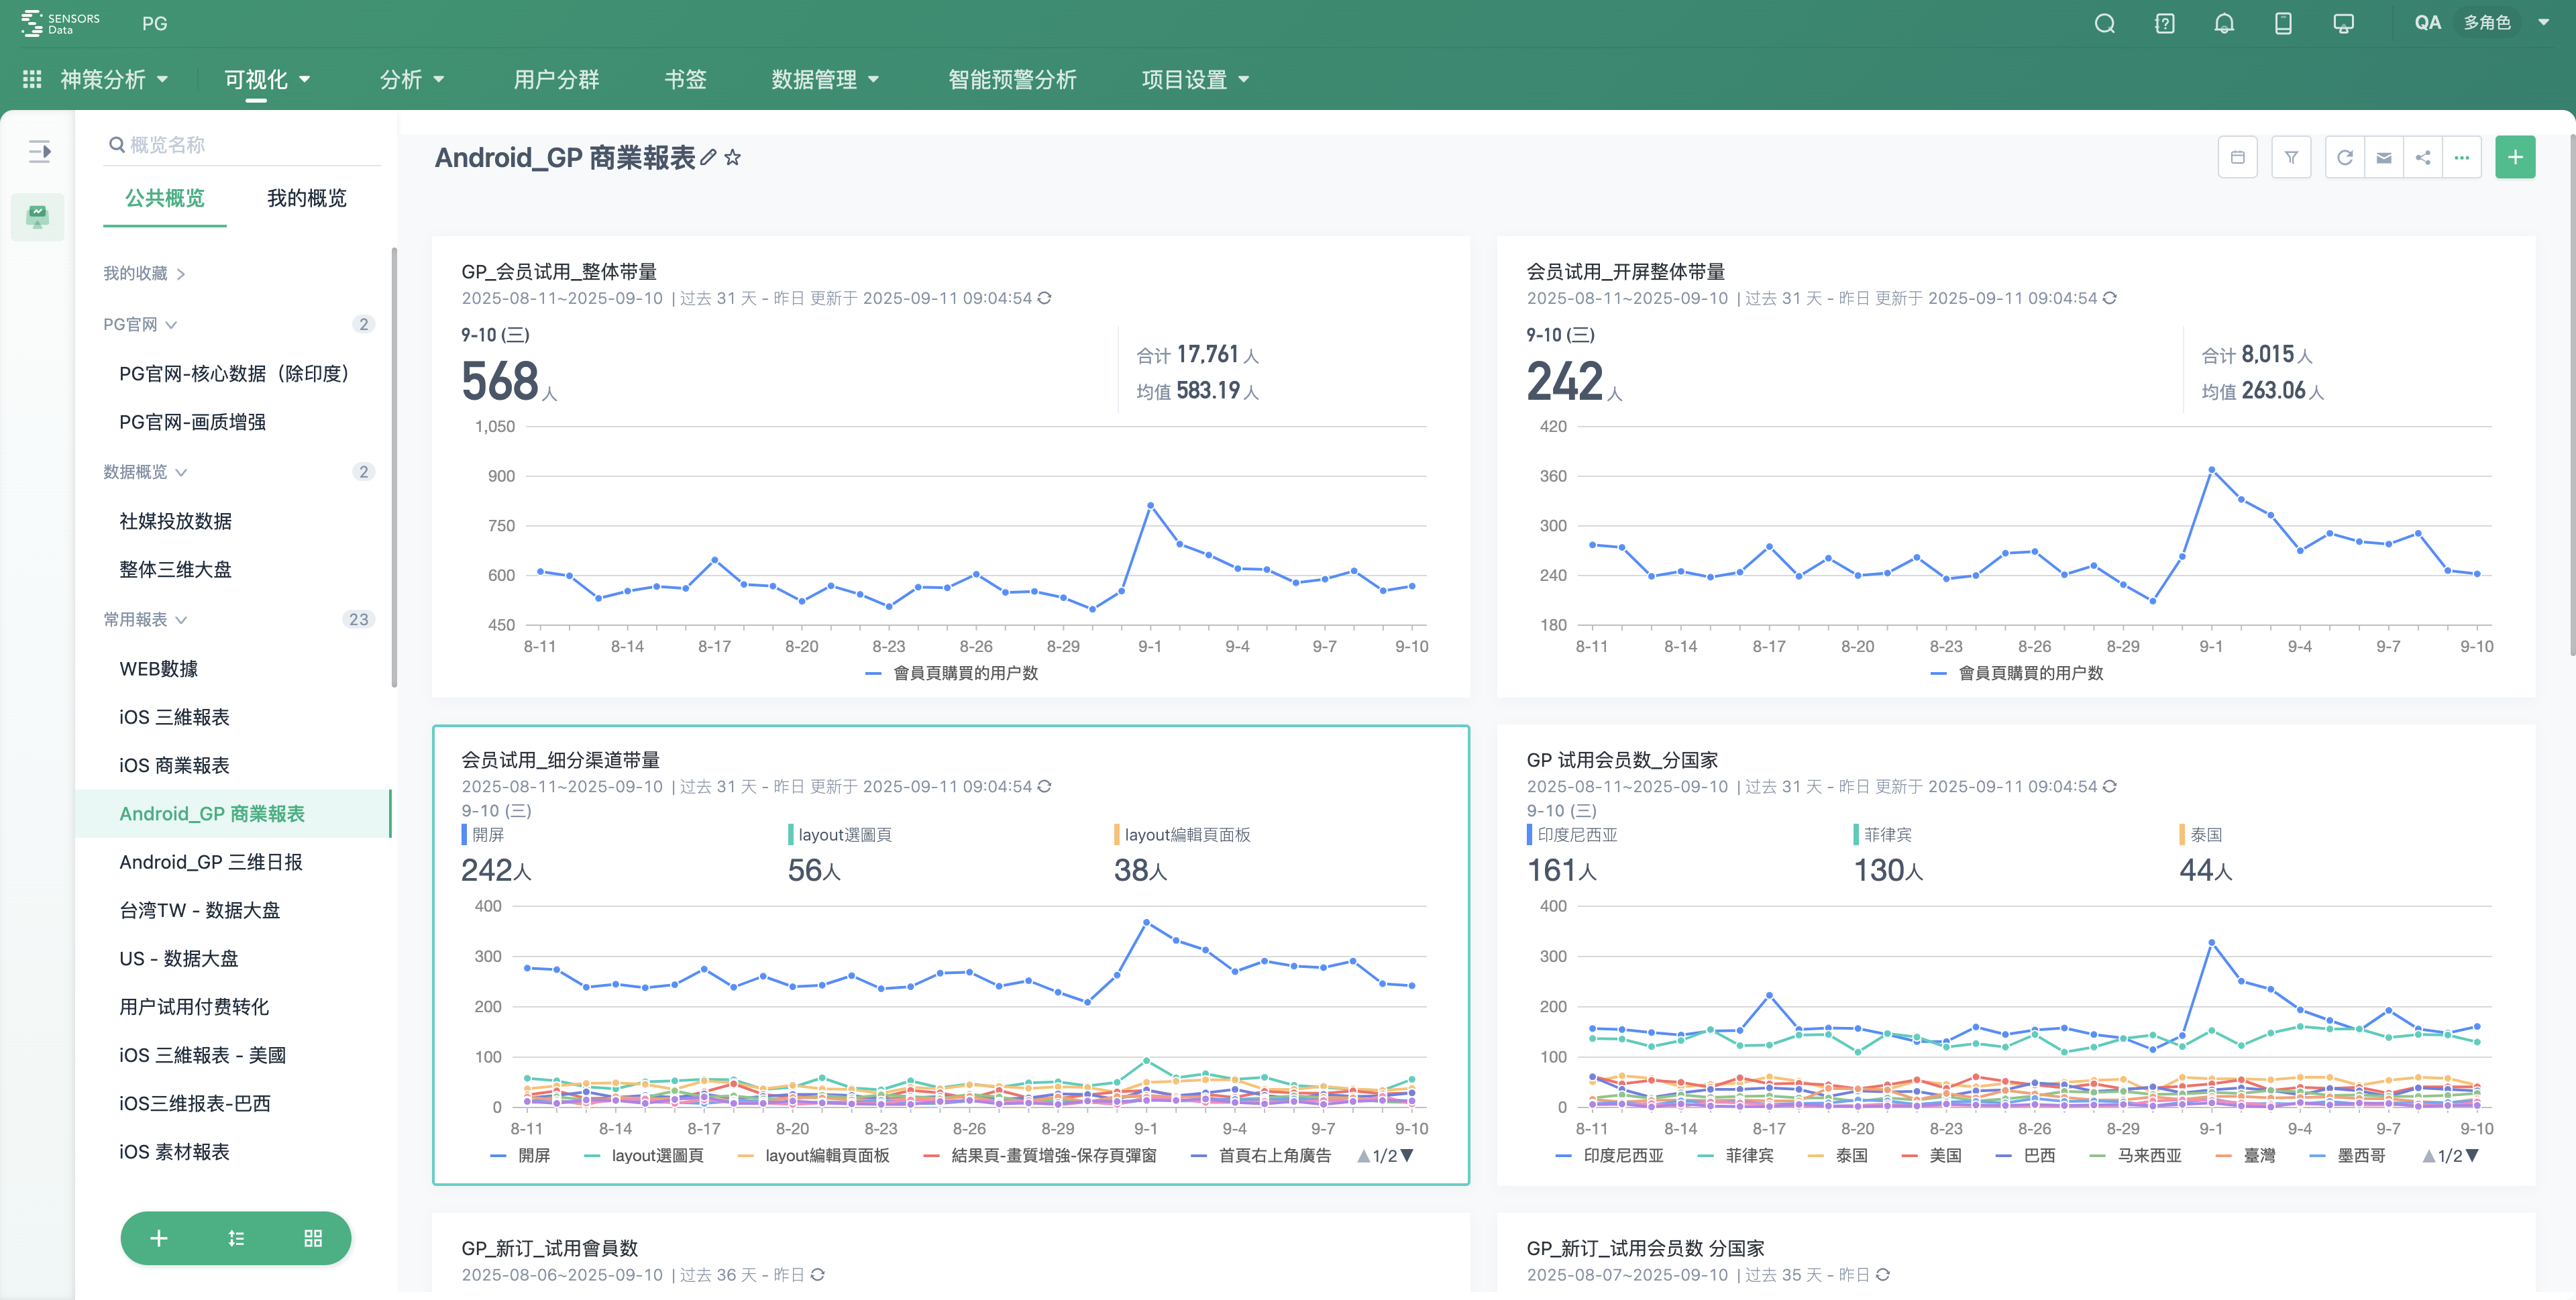 SENSORS Data
PG
QA 多角色
神策分析
可视化
分析
用户分群
书签
数据管理
智能预警分析
项目设置
概览名称
公共概览 我的概览
我的收藏
PG官网 2
PG官网-核心数据（除印度）
PG官网-画质增强
数据概览 2
社媒投放数据
整体三维大盘
常用報表 23
WEB數據
iOS 三維報表
iOS 商業報表
Android_GP 商業報表
Android_GP 三维日报
台湾TW - 数据大盘
US - 数据大盘
用户试用付费转化
iOS 三維報表 - 美國
iOS三维报表-巴西
iOS 素材報表
Android_GP 商業報表
GP_会员试用_整体带量
2025-08-11~2025-09-10 | 过去 31 天 - 昨日 更新于 2025-09-11 09:04:54
9-10 (三)
568人
合计 17,761人
均值 583.19人
1,050
900
750
600
450
8-11 8-14 8-17 8-20 8-23 8-26 8-29 9-1 9-4 9-7 9-10
會員頁購買的用户数
会员试用_开屏整体带量
2025-08-11~2025-09-10 | 过去 31 天 - 昨日 更新于 2025-09-11 09:04:54
9-10 (三)
242人
合计 8,015人
均值 263.06人
420
360
300
240
180
8-11 8-14 8-17 8-20 8-23 8-26 8-29 9-1 9-4 9-7 9-10
會員頁購買的用户数
会员试用_细分渠道带量
2025-08-11~2025-09-10 | 过去 31 天 - 昨日 更新于 2025-09-11 09:04:54
9-10 (三)
開屏 layout選圖頁 layout編輯頁面板
242人 56人 38人
400
300
200
100
0
8-11 8-14 8-17 8-20 8-23 8-26 8-29 9-1 9-4 9-7 9-10
開屏 layout選圖頁 layout編輯頁面板 結果頁-畫質增強-保存頁彈窗 首頁右上角廣告 1/2
GP 试用会员数_分国家
2025-08-11~2025-09-10 | 过去 31 天 - 昨日 更新于 2025-09-11 09:04:54
9-10 (三)
印度尼西亚 菲律宾 泰国
161人 130人 44人
400
300
200
100
0
8-11 8-14 8-17 8-20 8-23 8-26 8-29 9-1 9-4 9-7 9-10
印度尼西亚 菲律宾 泰国 美国 巴西 马来西亚 臺灣 墨西哥 1/2
GP_新订_试用會員数
2025-08-06~2025-09-10 | 过去 36 天 - 昨日
GP_新订_试用会员数 分国家
2025-08-07~2025-09-10 | 过去 35 天 - 昨日